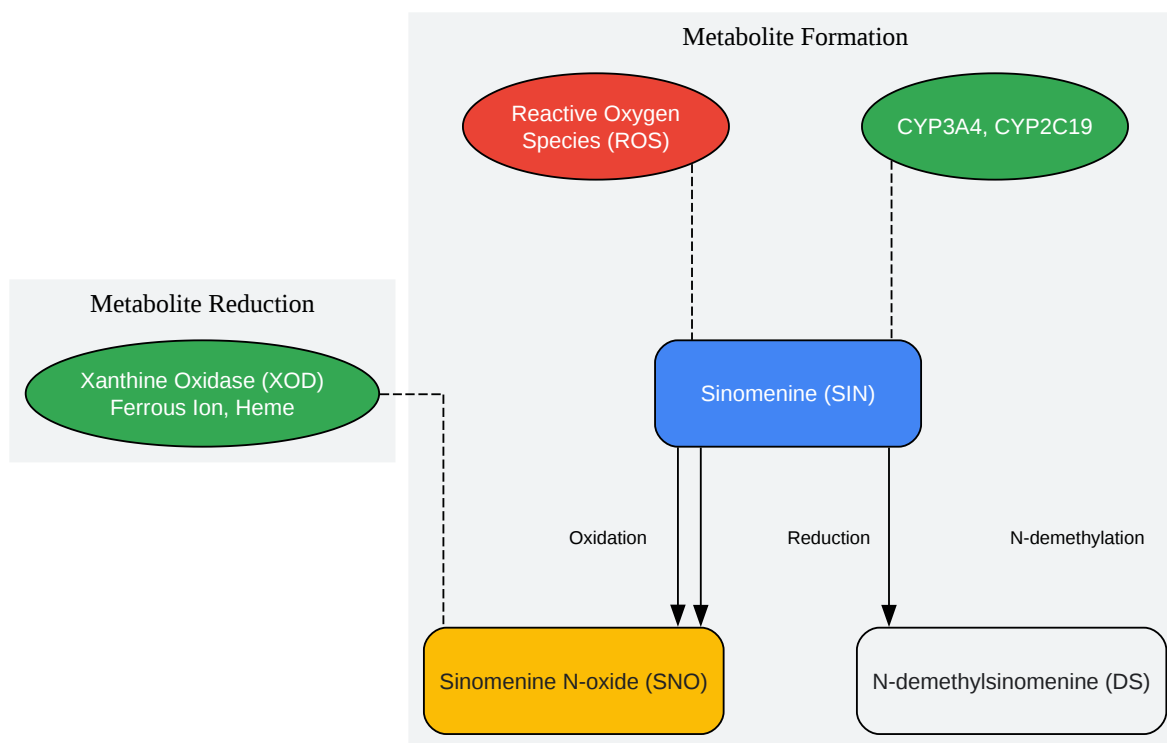 Metabolite Formation
Reactive Oxygen
Species (ROS)
CYP3A4, CYP2C19
Metabolite Reduction
Xanthine Oxidase (XOD)
Ferrous Ion, Heme
Sinomenine (SIN)
Oxidation
Reduction
N-demethylation
Sinomenine N-oxide (SNO)
N-demethylsinomenine (DS)